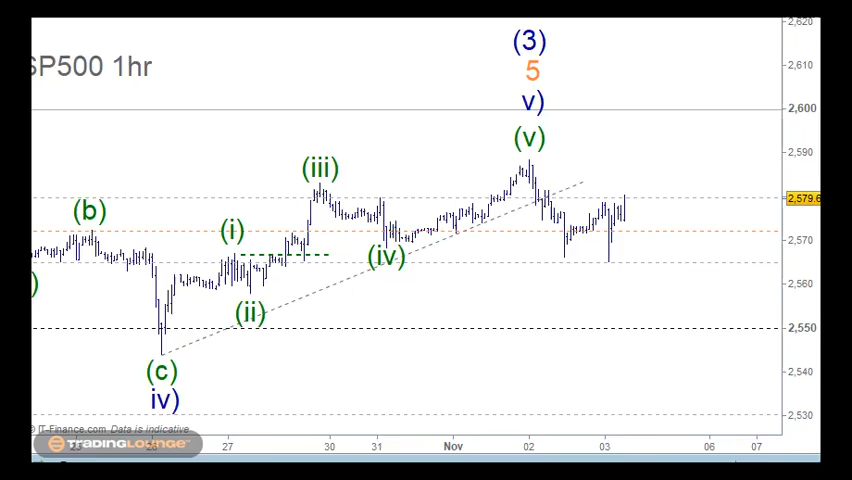 SP500 1hr
(3)
5
v)
(v)
(iii)
(b)
(i)
(iv)
(ii)
)
(c)
iv)
2,620
2,610
2,600
2,590
2,579.6
2,570
2,560
2,550
2,540
2,530
© IT-Finance.com Data is indicative.
TRADINGLOUNGE
23
26
27
30
31
Nov
02
03
06
07